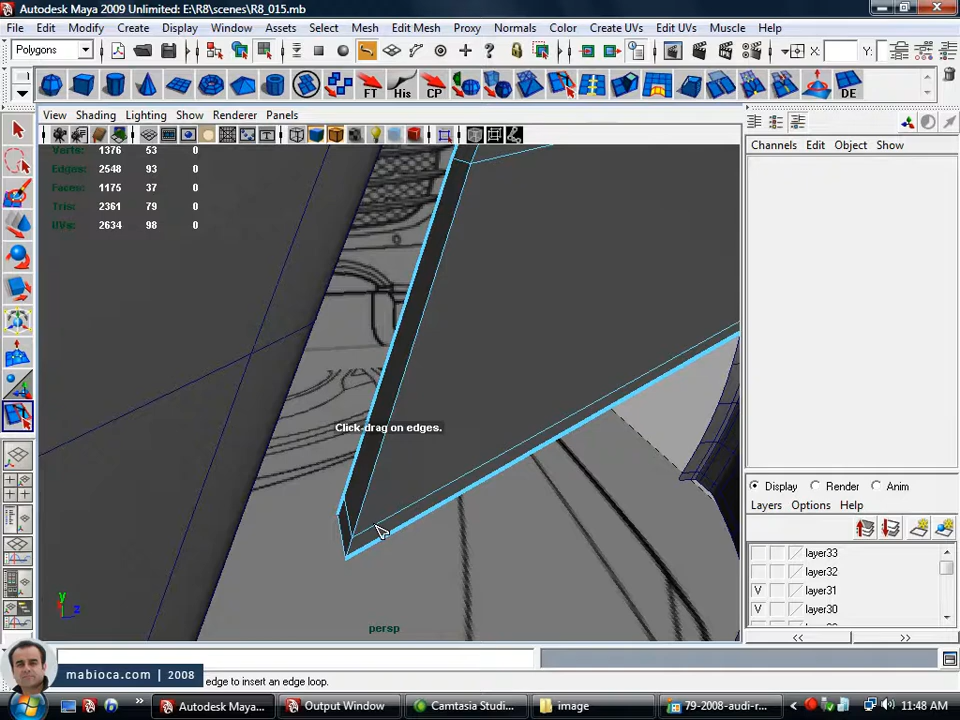 Autodesk Maya 2009 Unlimited: E:\R8\scenes\R8_015.mb
File Edit Modify Create Display Window Assets Select Mesh Edit Mesh Proxy Normals Color Create UVs Edit UVs Muscle Help
Polygons X: Y:
FT His CP DE
View Shading Lighting Show Renderer Panels
Channels Edit Object Show
Verts: 1376 53 0
Edges: 2548 93 0
Faces: 1175 37 0
Tris: 2361 79 0
UVs: 2634 98 0
Click-drag on edges.
Display Render Anim
Layers Options Help
layer33
layer32
V layer31
V layer30
y
z
persp
<< >>
mabioca.com | 2008
edge to insert an edge loop.
Autodesk Maya... Output Window Camtasia Studi... image 79-2008-audi-r... 11:48 AM